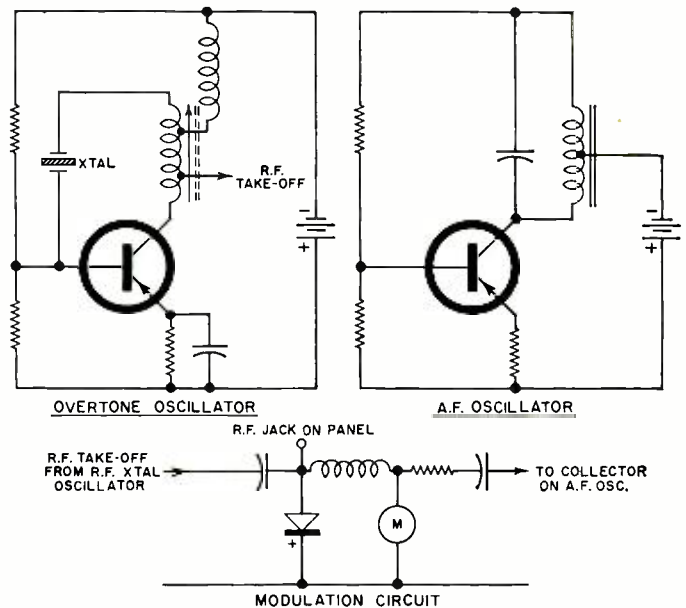 XTAL
R.F.
TAKE-OFF
-
+
OVERTONE OSCILLATOR
-
+
A.F. OSCILLATOR
R.F. JACK ON PANEL
R.F. TAKE-OFF
FROM R.F. XTAL
OSCILLATOR
TO COLLECTOR
ON A.F. OSC.
M
+
MODULATION CIRCUIT